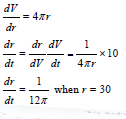 dV/dr = 4πr
dr/dt = dr/dV dV/dt = 1/4πr × 10
dr/dt = 1/12π when r = 30